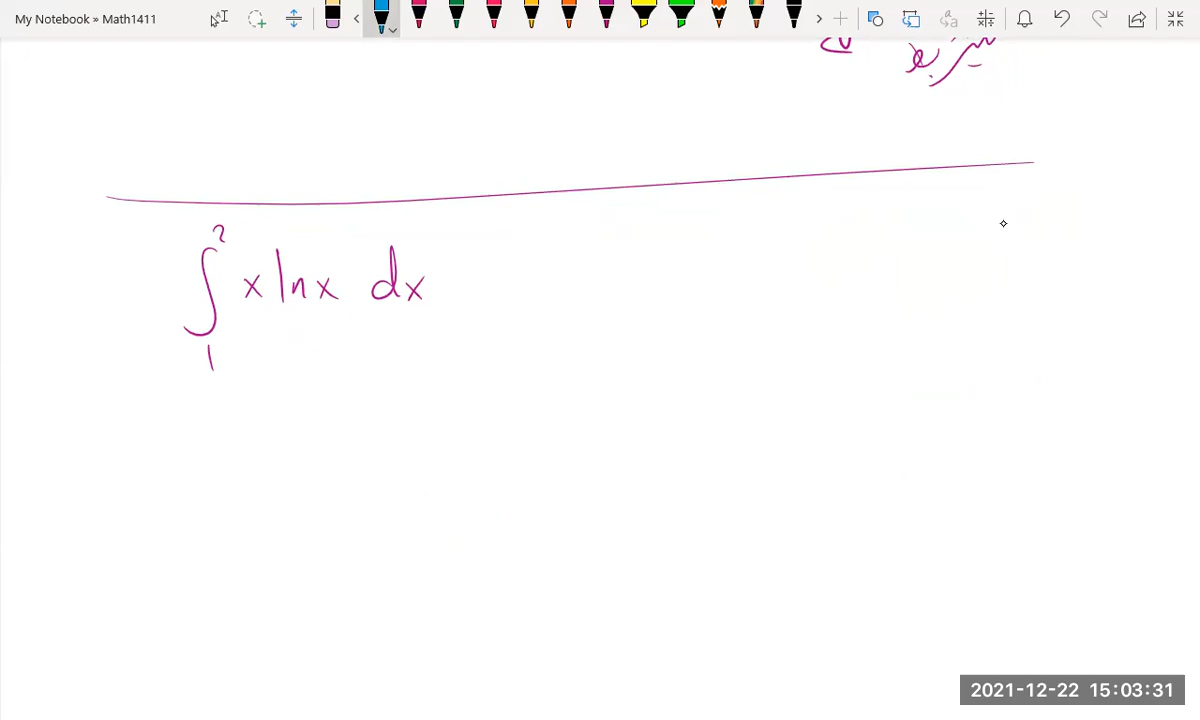 My Notebook » Math1411
∫₁² x ln x dx
2021-12-22 15:03:31